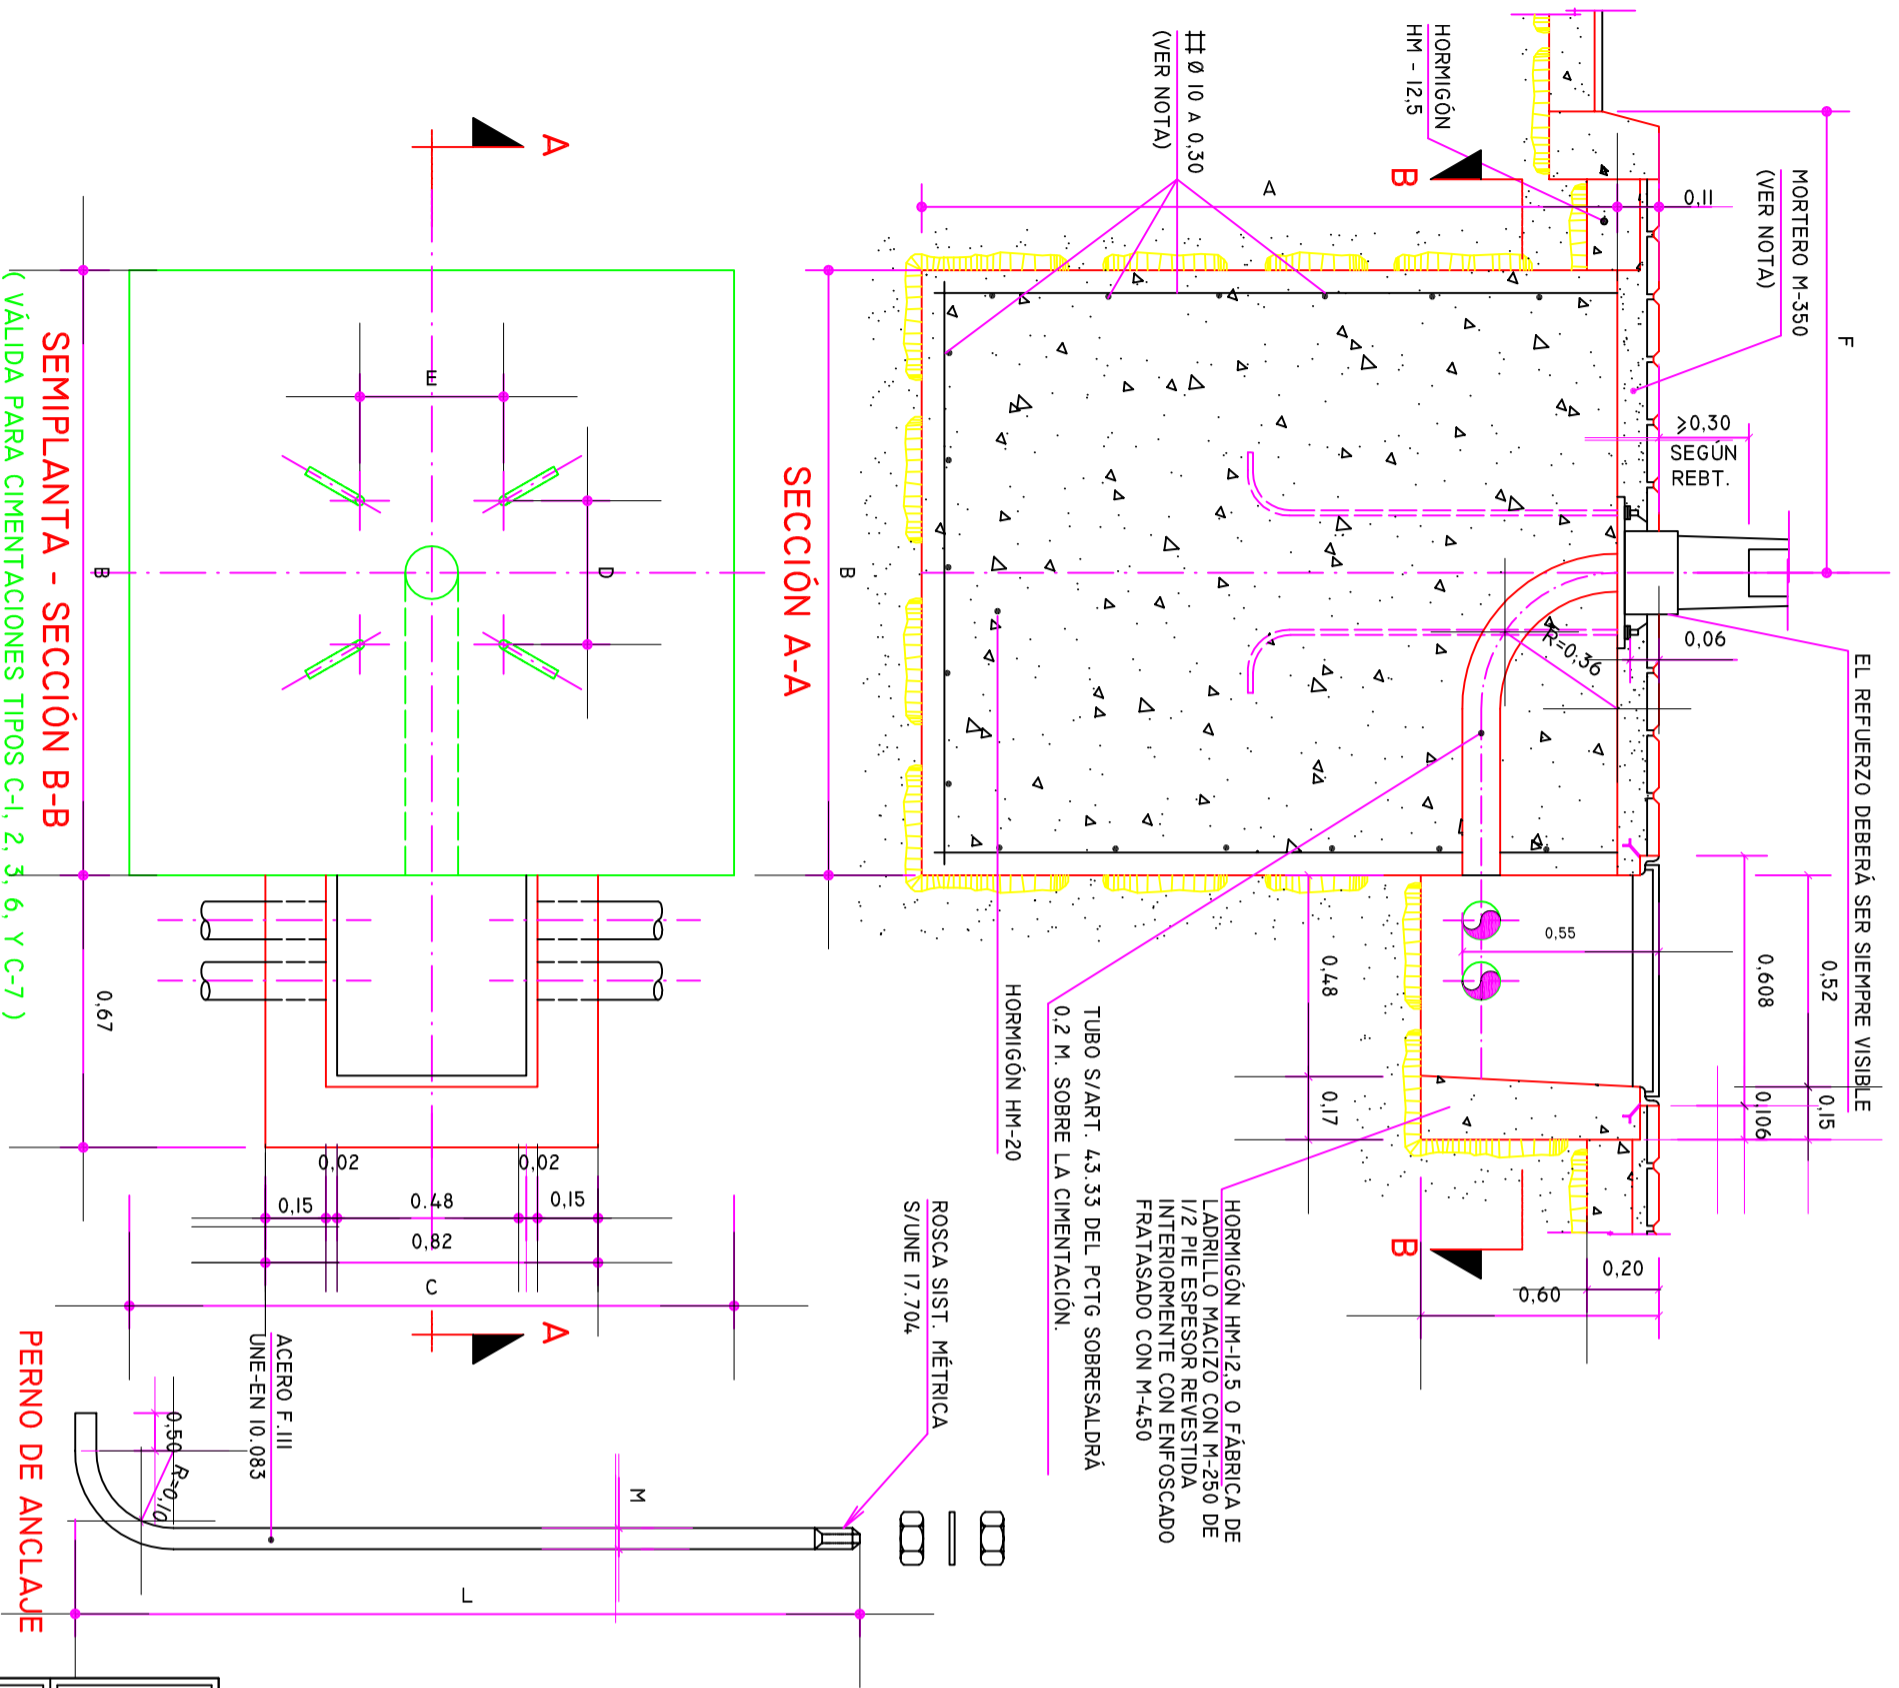 HORMIGÓN
HM - 12,5
MORTERO M-350
(VER NOTA)
# Ø 10 A 0,30
(VER NOTA)
F
0,11
A
B
≥0,30
SEGÚN
REBT.
0,06
R=0.36
EL REFUERZO DEBERÁ SER SIEMPRE VISIBLE
B
SECCIÓN A-A
0,55
0,52
0,608
0,15
0,106
0,48
0,17
B
0,20
0,60
HORMIGÓN HM-20
TUBO S/ART. 43.33 DEL PCTG SOBRESALDRÁ
0,2 M. SOBRE LA CIMENTACIÓN.
HORMIGÓN HM-12,5 O FÁBRICA DE
LADRILLO MACIZO CON M-250 DE
1/2 PIE ESPESOR REVESTIDA
INTERIORMENTE CON ENFOSCADO
FRATASADO CON M-450
A
E
D
B
0,67
0,02
0,02
0,15
0.48
0,15
0,82
C
A
SEMIPLANTA - SECCIÓN B-B
( VÁLIDA PARA CIMENTACIONES TIPOS C-1, 2, 3, 6, Y C-7 )
ROSCA SIST. MÉTRICA
S/UNE 17.704
ACERO F.III
UNE-EN 10.083
0,50
R=0,10
M
L
PERNO DE ANCLAJE